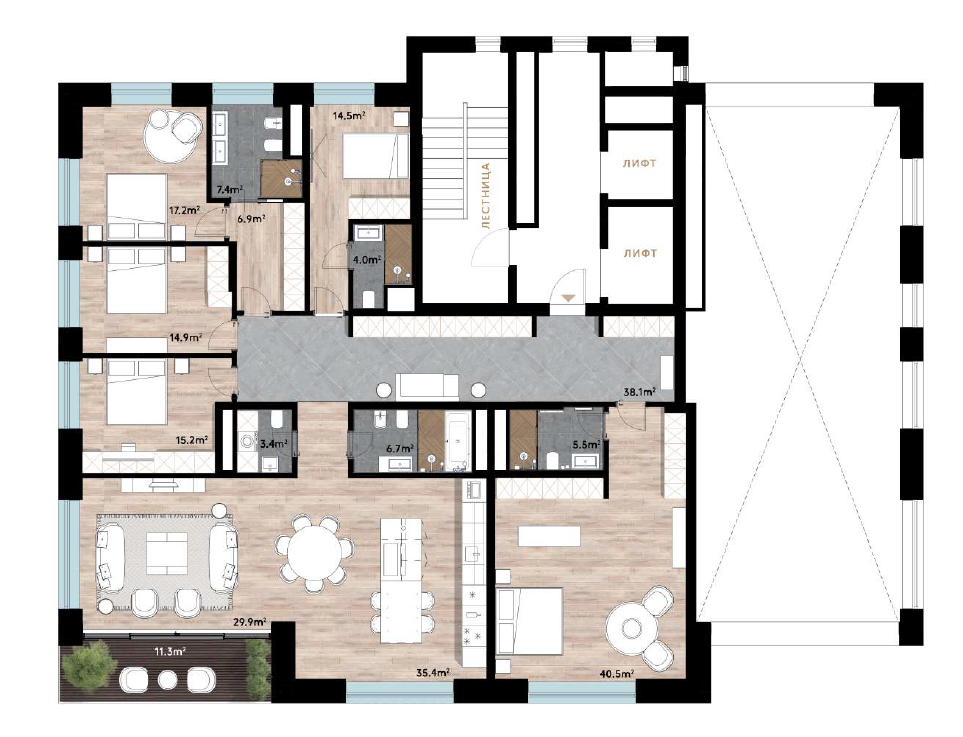 14.5m²
ЛИФТ
7.4m²
17.2m²
6.9m²
ЛЕСТНИЦА
4.0m²
ЛИФТ
14.9m²
38.1m²
15.2m²
3.4m²
6.7m²
5.5m²
29.9m²
11.3m²
35.4m²
40.5m²